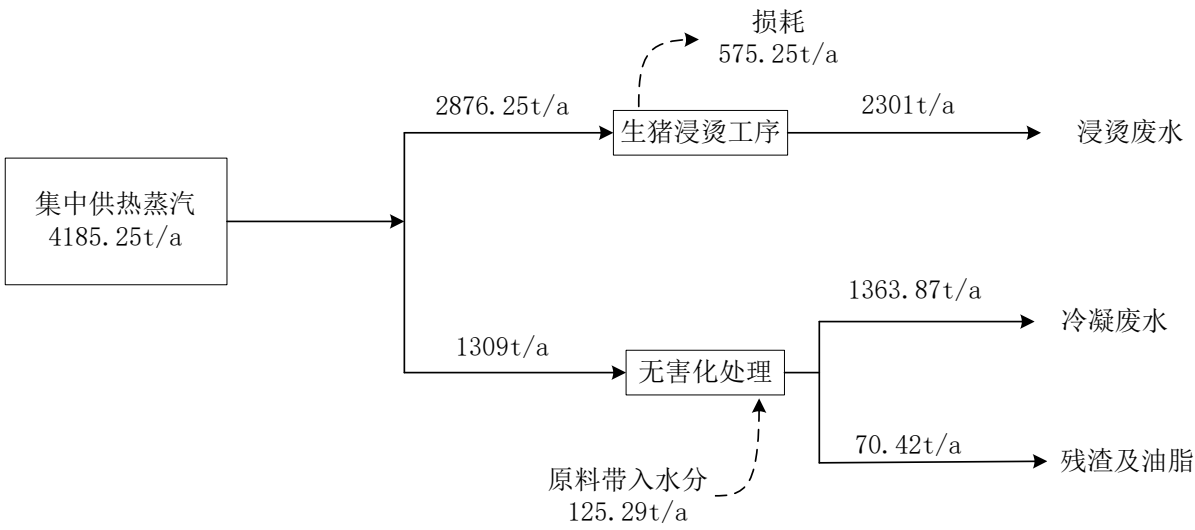 损耗
575.25t/a
2876.25t/a
生猪浸烫工序
2301t/a
浸烫废水
集中供热蒸汽
4185.25t/a
1363.87t/a
冷凝废水
1309t/a
无害化处理
70.42t/a
残渣及油脂
原料带入水分
125.29t/a